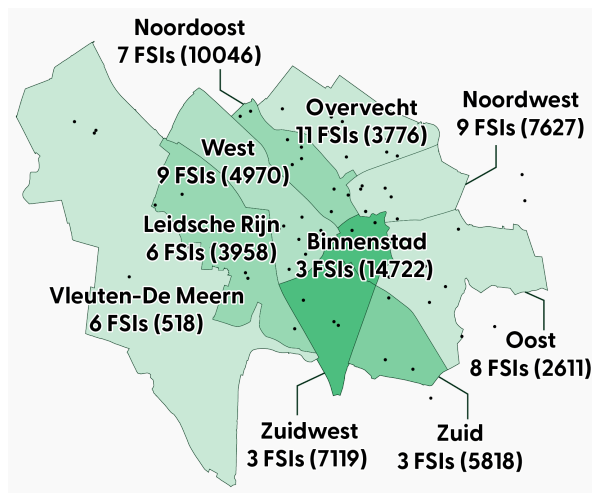 Noordoost
7 FSIs (10046)
Overvecht
11 FSIs (3776)
Noordwest
9 FSIs (7627)
West
9 FSIs (4970)
Leidsche Rijn
6 FSIs (3958)
Binnenstad
3 FSIs (14722)
Vleuten-De Meern
6 FSIs (518)
Oost
8 FSIs (2611)
Zuidwest
3 FSIs (7119)
Zuid
3 FSIs (5818)